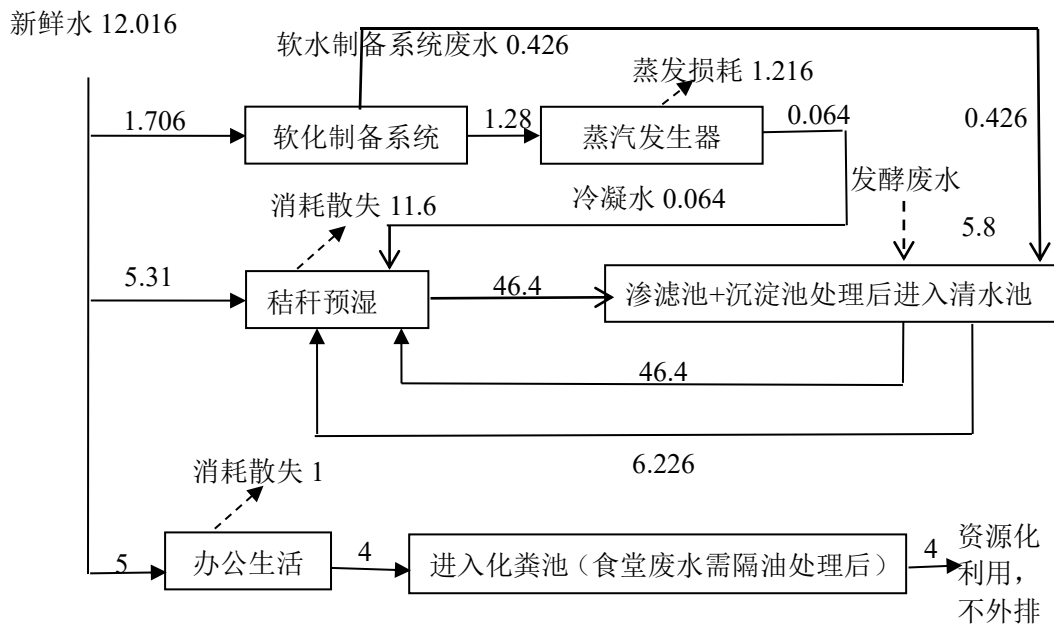 新鲜水 12.016
软水制备系统废水 0.426
蒸发损耗 1.216
1.706
软化制备系统
1.28
蒸汽发生器
0.064
0.426
消耗散失 11.6
冷凝水 0.064
发酵废水
5.8
5.31
秸秆预湿
46.4
渗滤池+沉淀池处理后进入清水池
46.4
6.226
消耗散失 1
5
办公生活
4
进入化粪池（食堂废水需隔油处理后）
4
资源化
利用，
不外排